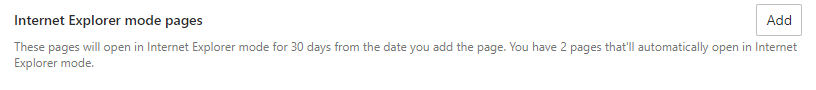 Internet Explorer mode pages
Add
These pages will open in Internet Explorer mode for 30 days from the date you add the page. You have 2 pages that'll automatically open in Internet
Explorer mode.